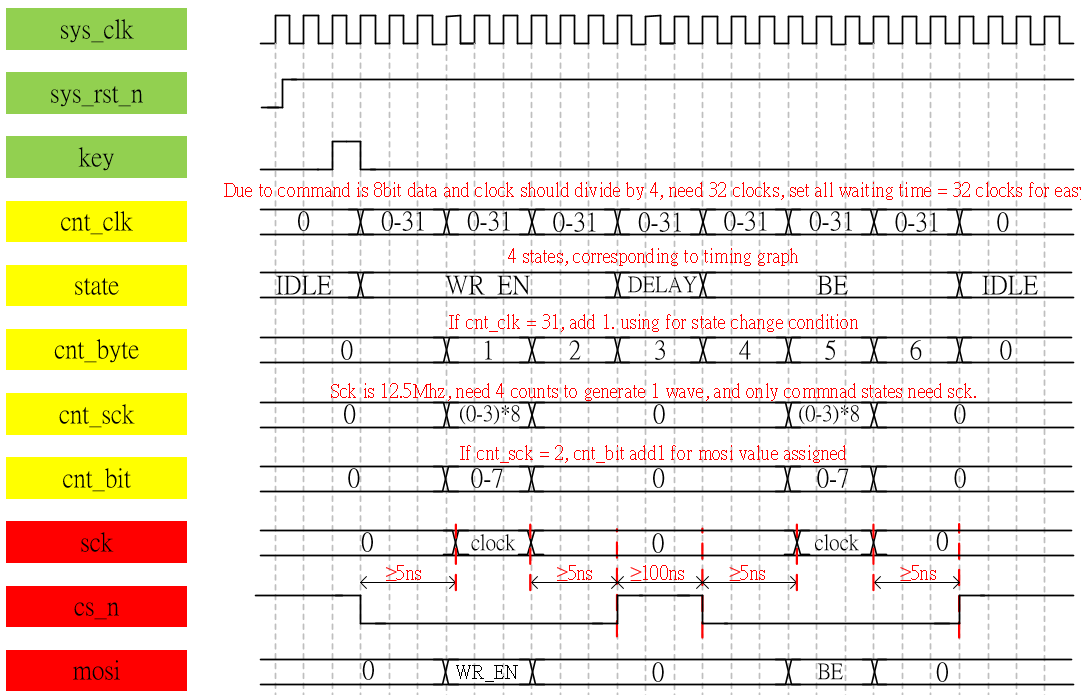 sys_clk
sys_rst_n
key
Due to command is 8bit data and clock should divide by 4, need 32 clocks, set all waiting time = 32 clocks for easy
cnt_clk 0 0-31 0-31 0-31 0-31 0-31 0-31 0-31 0
4 states, corresponding to timing graph
state IDLE WR_EN DELAY BE IDLE
If cnt_clk = 31, add 1. using for state change condition
cnt_byte 0 1 2 3 4 5 6 0
Sck is 12.5Mhz, need 4 counts to generate 1 wave, and only commnad states need sck.
cnt_sck 0 (0-3)*8 0 (0-3)*8 0
If cnt_sck = 2, cnt_bit add1 for mosi value assigned
cnt_bit 0 0-7 0 0-7 0
sck 0 clock 0 clock 0
≥5ns ≥5ns ≥100ns ≥5ns ≥5ns
cs_n
mosi 0 WR_EN 0 BE 0